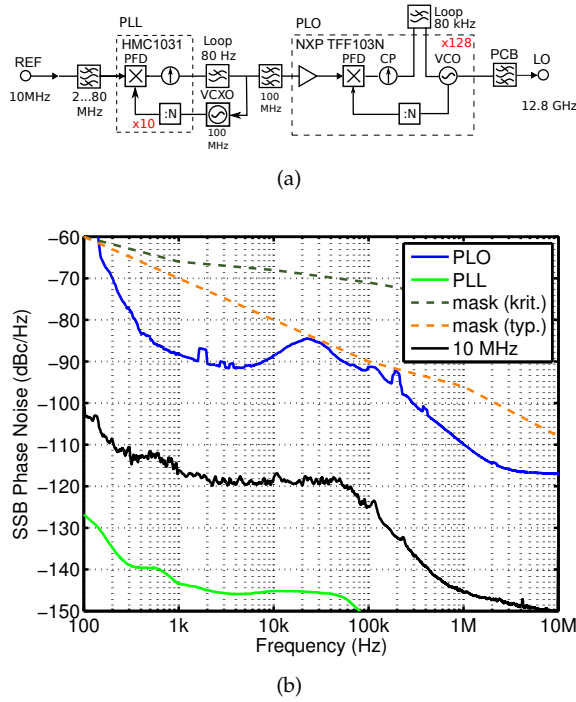 PLL
HMC1031
REF
10MHz
2...80
MHz
PFD
x10
:N
Loop
80 Hz
VCXO
100
MHz
100
MHz
PLO
NXP TFF103N
PFD
CP
:N
Loop
80 kHz
x128
VCO
PCB
LO
12.8 GHz
(a)
SSB Phase Noise (dBc/Hz)
−60
−70
−80
−90
−100
−110
−120
−130
−140
−150
PLO
PLL
mask (krit.)
mask (typ.)
10 MHz
100
1k
10k
100k
1M
10M
Frequency (Hz)
(b)